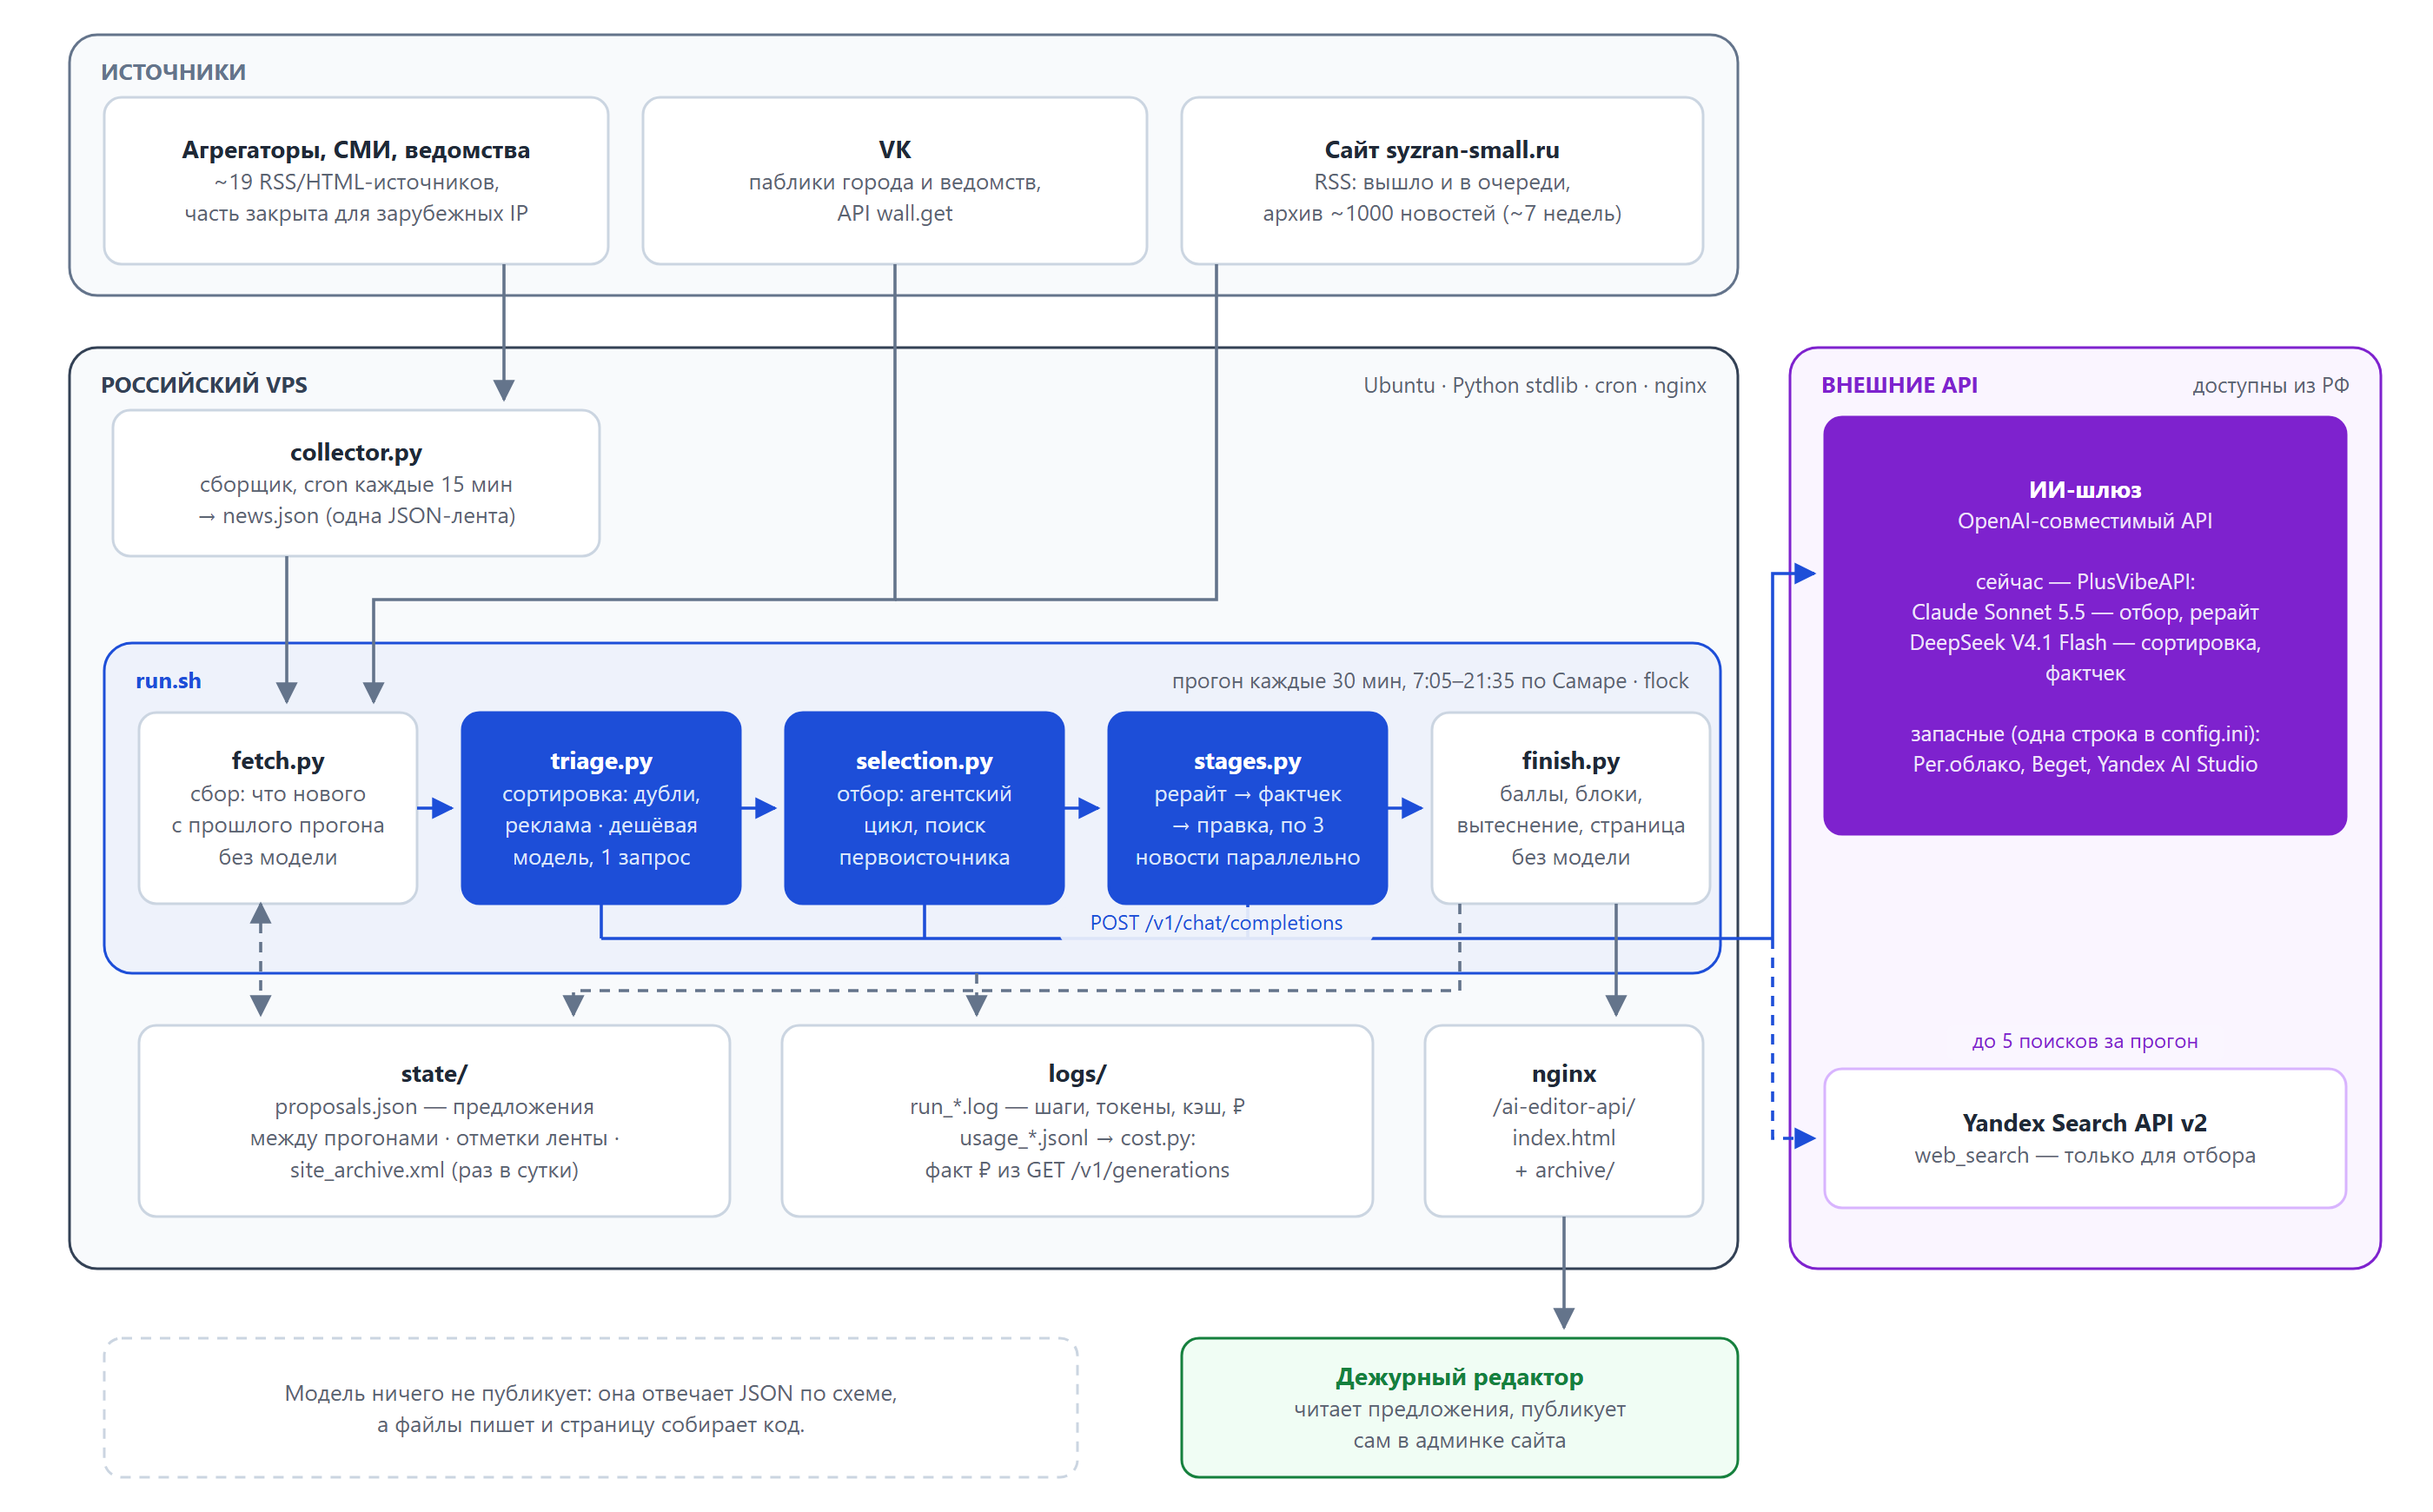 ИСТОЧНИКИ
Агрегаторы, СМИ, ведомства
~19 RSS/HTML-источников,
часть закрыта для зарубежных IP
VK
паблики города и ведомств,
API wall.get
Сайт syzran-small.ru
RSS: вышло и в очереди,
архив ~1000 новостей (~7 недель)
РОССИЙСКИЙ VPS
Ubuntu · Python stdlib · cron · nginx
collector.py
сборщик, cron каждые 15 мин
→ news.json (одна JSON-лента)
run.sh
прогон каждые 30 мин, 7:05–21:35 по Самаре · flock
fetch.py
сбор: что нового
с прошлого прогона
без модели
triage.py
сортировка: дубли,
реклама · дешёвая
модель, 1 запрос
selection.py
отбор: агентский
цикл, поиск
первоисточника
stages.py
рерайт → фактчек
→ правка, по 3
новости параллельно
finish.py
баллы, блоки,
вытеснение, страница
без модели
POST /v1/chat/completions
state/
proposals.json — предложения
между прогонами · отметки ленты ·
site_archive.xml (раз в сутки)
logs/
run_*.log — шаги, токены, кэш, ₽
usage_*.jsonl → cost.py:
факт ₽ из GET /v1/generations
nginx
/ai-editor-api/
index.html
+ archive/
ВНЕШНИЕ API
доступны из РФ
ИИ-шлюз
OpenAI-совместимый API
сейчас — PlusVibeAPI:
Claude Sonnet 5.5 — отбор, рерайт
DeepSeek V4.1 Flash — сортировка,
фактчек
запасные (одна строка в config.ini):
Рег.облако, Beget, Yandex AI Studio
до 5 поисков за прогон
Yandex Search API v2
web_search — только для отбора
Модель ничего не публикует: она отвечает JSON по схеме,
а файлы пишет и страницу собирает код.
Дежурный редактор
читает предложения, публикует
сам в админке сайта